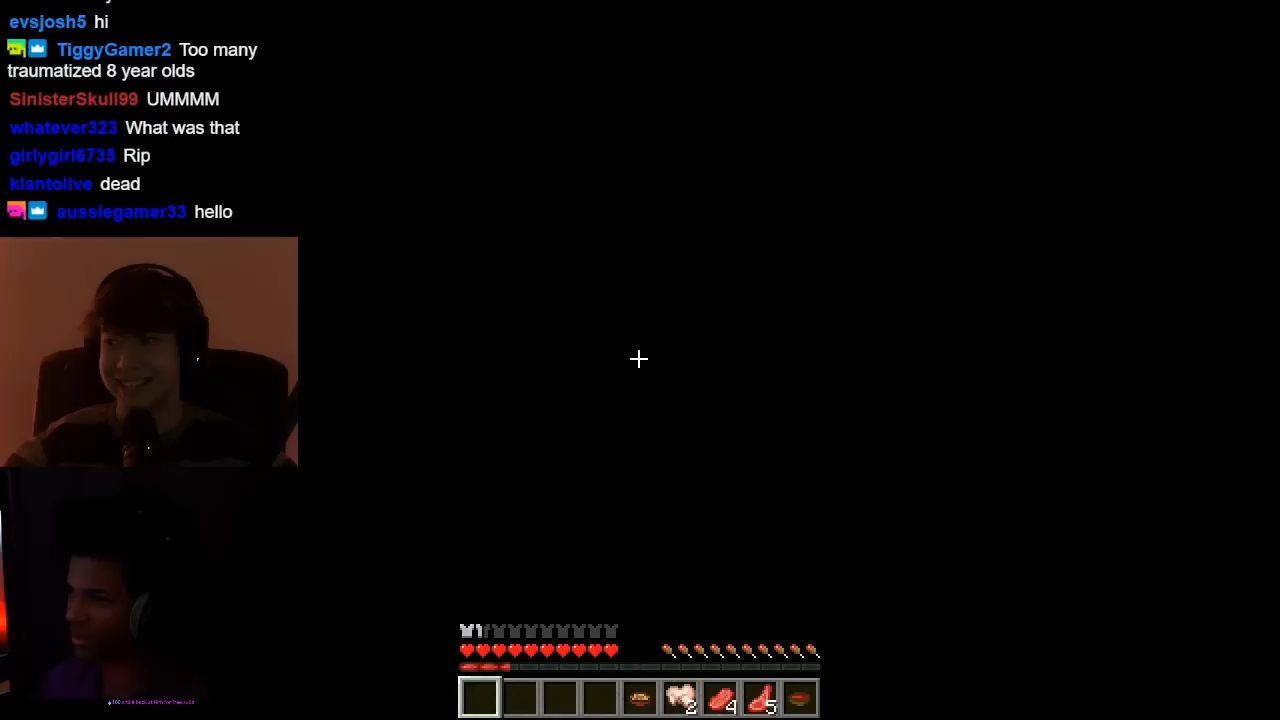 evsjosh5 hi
TiggyGamer2 Too many
traumatized 8 year olds
SinisterSkull99 UMMMM
whatever323 What was that
girlygirl6735 Rip
klantolive dead
aussiegamer33 hello
2
4
5